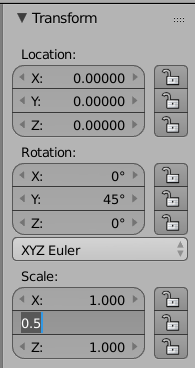 Transform
Location:
X: 0.00000
Y: 0.00000
Z: 0.00000
Rotation:
X: 0°
Y: 45°
Z: 0°
XYZ Euler
Scale:
X: 1.000
0.5
Z: 1.000